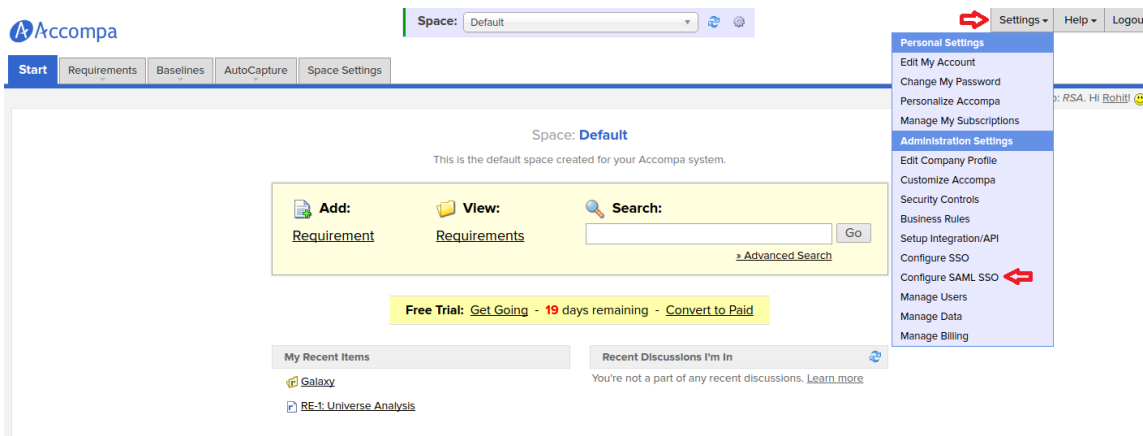 Accompa
Space: Default
Settings Help Logou
Start Requirements Baselines AutoCapture Space Settings
Personal Settings
Edit My Account
Change My Password
Personalize Accompa
Manage My Subscriptions
Administration Settings
Edit Company Profile
Customize Accompa
Security Controls
Business Rules
Setup Integration/API
Configure SSO
Configure SAML SSO
Manage Users
Manage Data
Manage Billing
o: RSA. Hi Rohit!
Space: Default
This is the default space created for your Accompa system.
Add: View: Search:
Requirement Requirements Go
» Advanced Search
Free Trial: Get Going - 19 days remaining - Convert to Paid
My Recent Items
Galaxy
RE-1: Universe Analysis
Recent Discussions I'm In
You're not a part of any recent discussions. Learn more